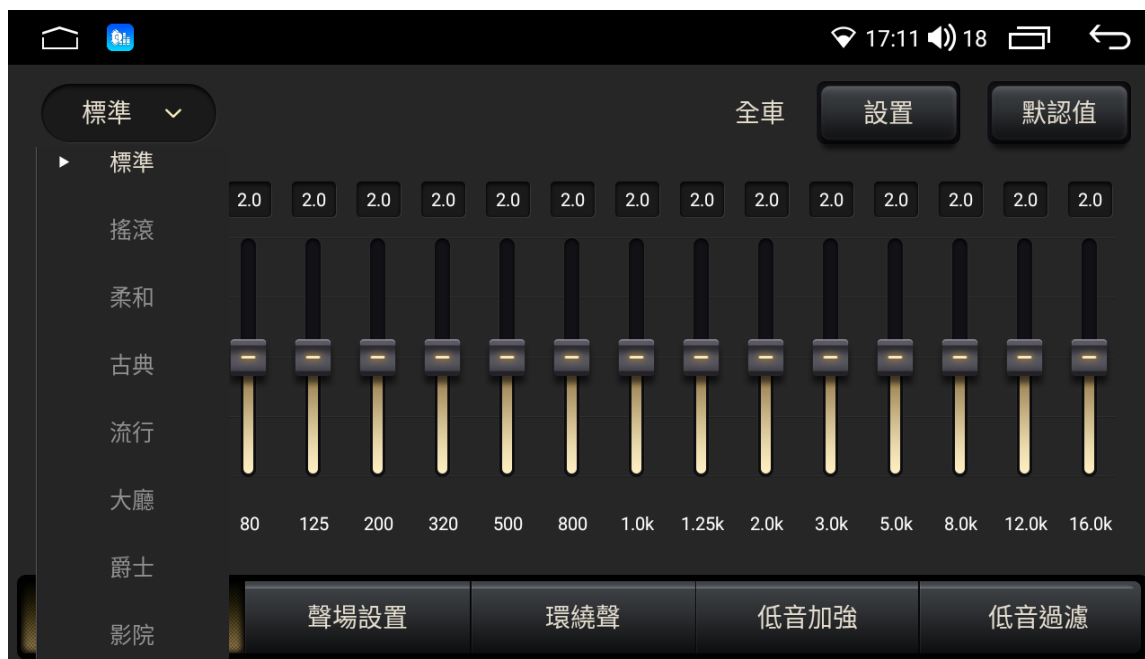 17:11 18
標準
全車 設置 默認值
標準
搖滾
柔和
古典
流行
大廳
爵士
影院
2.0 2.0 2.0 2.0 2.0 2.0 2.0 2.0 2.0 2.0 2.0 2.0 2.0 2.0
80 125 200 320 500 800 1.0k 1.25k 2.0k 3.0k 5.0k 8.0k 12.0k 16.0k
聲場設置 環繞聲 低音加強 低音過濾